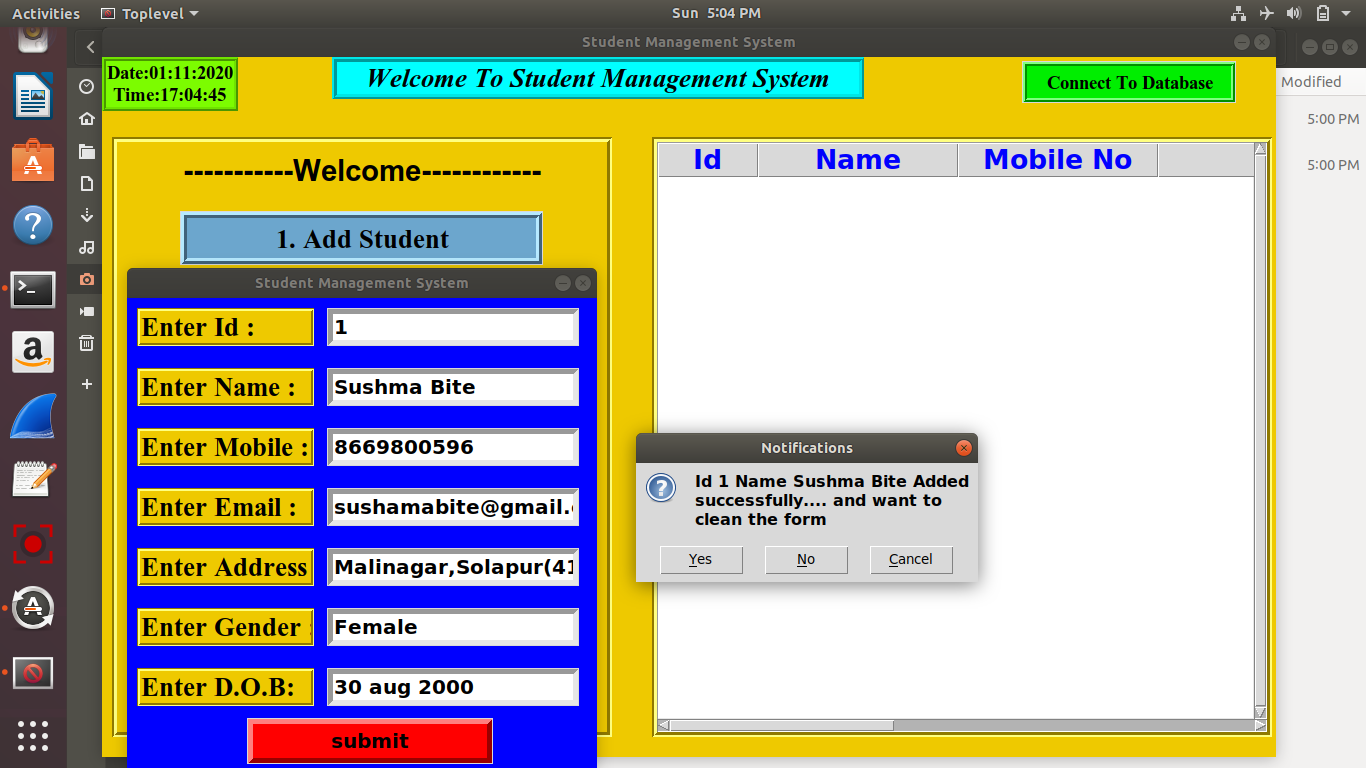 Activities
Toplevel
Sun 5:04 PM
Student Management System
Date:01:11:2020
Time:17:04:45
Welcome To Student Management System
Connect To Database
Modified
5:00 PM
5:00 PM
-----------Welcome------------
1. Add Student
Id Name Mobile No
Student Management System
Enter Id : 1
Enter Name : Sushma Bite
Enter Mobile : 8669800596
Enter Email : sushamabite@gmail.
Enter Address Malinagar,Solapur(41
Enter Gender : Female
Enter D.O.B: 30 aug 2000
submit
Notifications
Id 1 Name Sushma Bite Added
successfully.... and want to
clean the form
Yes No Cancel